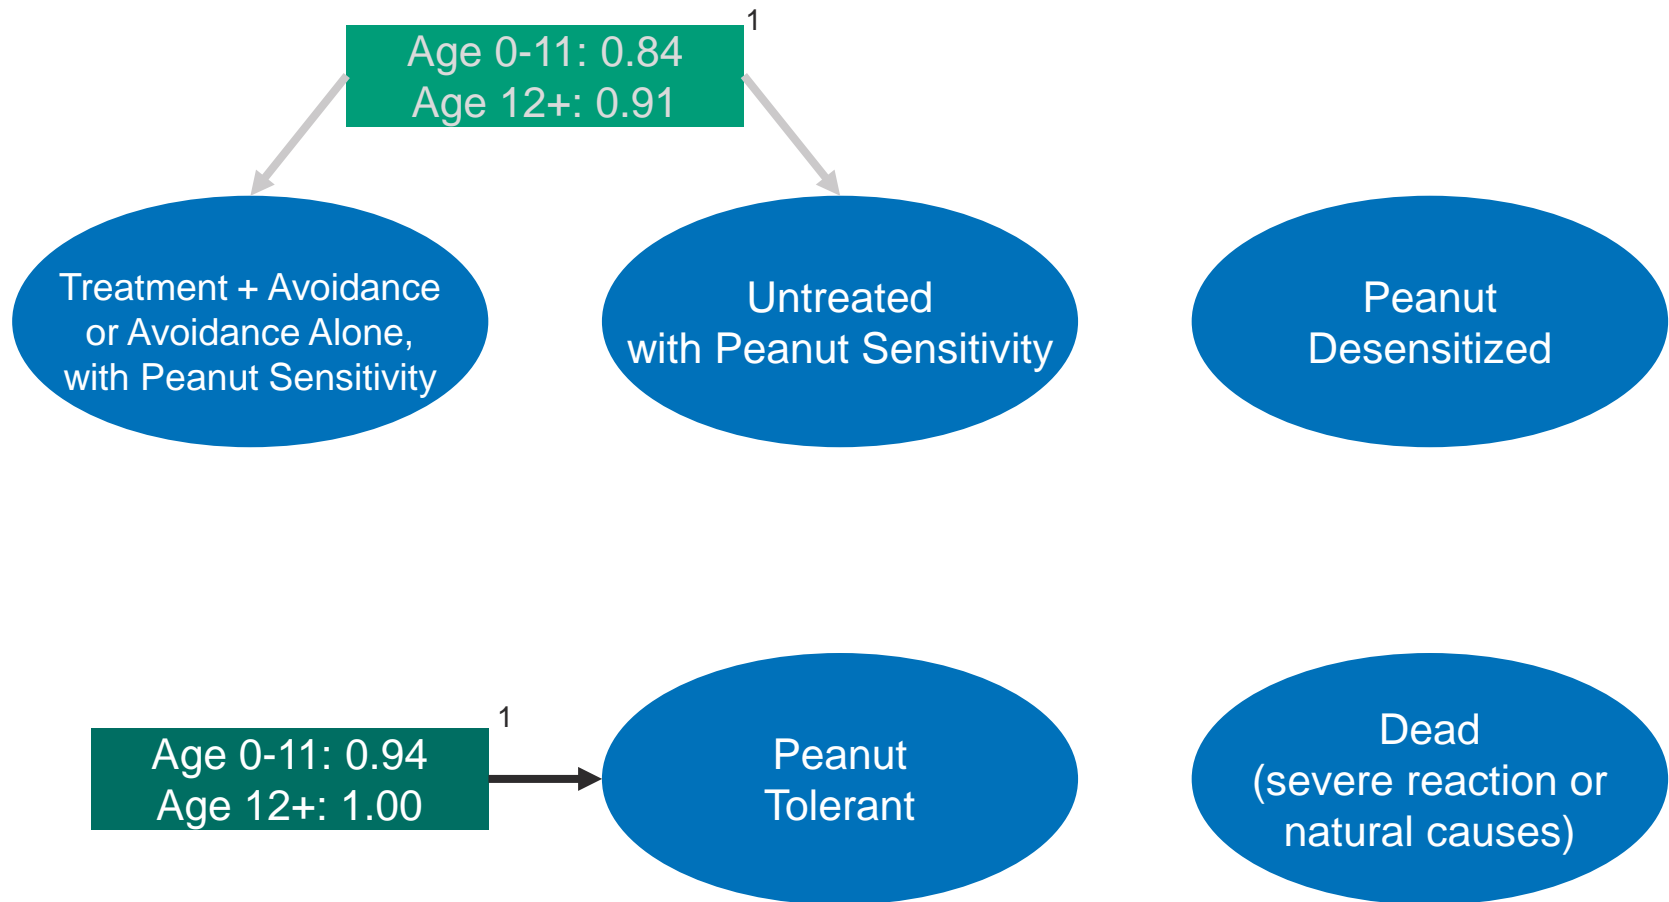 1
Age 0-11: 0.84
Age 12+: 0.91
Treatment + Avoidance
or Avoidance Alone,
with Peanut Sensitivity
Untreated
with Peanut Sensitivity
Peanut
Desensitized
1
Age 0-11: 0.94
Age 12+: 1.00
Peanut
Tolerant
Dead
(severe reaction or
natural causes)